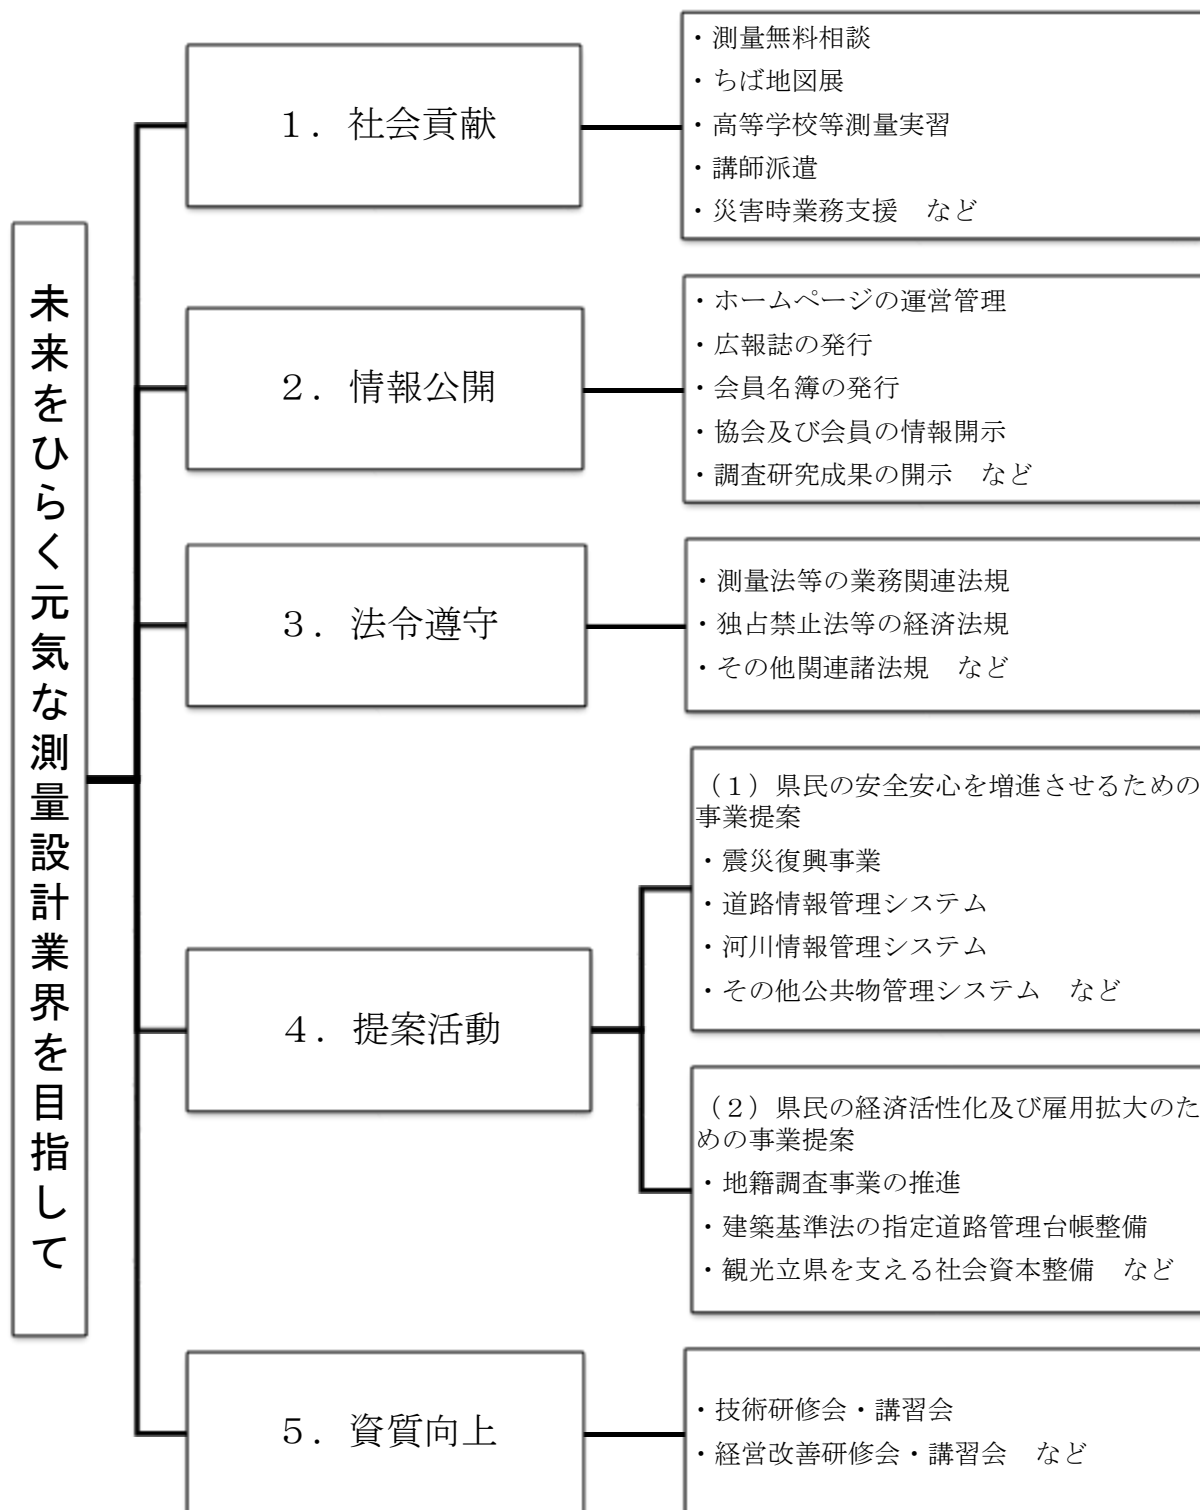 未来をひらく元気な測量設計業界を目指して
１．社会貢献
・測量無料相談
・ちば地図展
・高等学校等測量実習
・講師派遣
・災害時業務支援　など
２．情報公開
・ホームページの運営管理
・広報誌の発行
・会員名簿の発行
・協会及び会員の情報開示
・調査研究成果の開示　など
３．法令遵守
・測量法等の業務関連法規
・独占禁止法等の経済法規
・その他関連諸法規　など
４．提案活動
（１）県民の安全安心を増進させるための
事業提案
・震災復興事業
・道路情報管理システム
・河川情報管理システム
・その他公共物管理システム　など
（２）県民の経済活性化及び雇用拡大のた
めの事業提案
・地籍調査事業の推進
・建築基準法の指定道路管理台帳整備
・観光立県を支える社会資本整備　など
５．資質向上
・技術研修会・講習会
・経営改善研修会・講習会　など